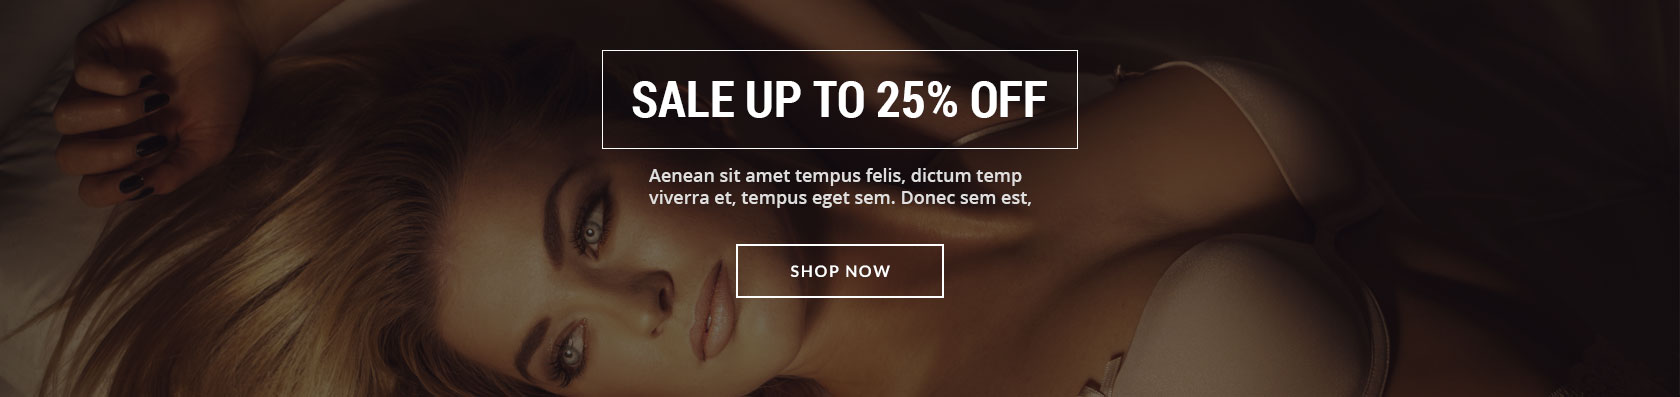 SALE UP TO 25% OFF
Aenean sit amet tempus felis, dictum temp
viverra et, tempus eget sem. Donec sem est,
SHOP NOW